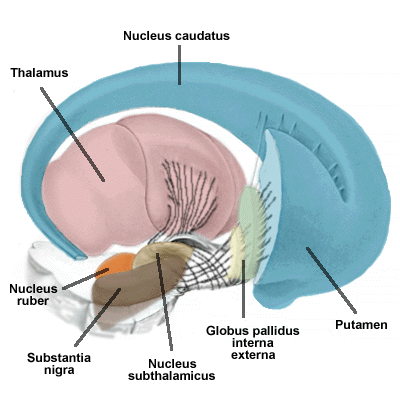 Nucleus caudatus
Thalamus
Nucleus
ruber
Substantia
nigra
Nucleus
subthalamicus
Globus pallidus
interna
externa
Putamen